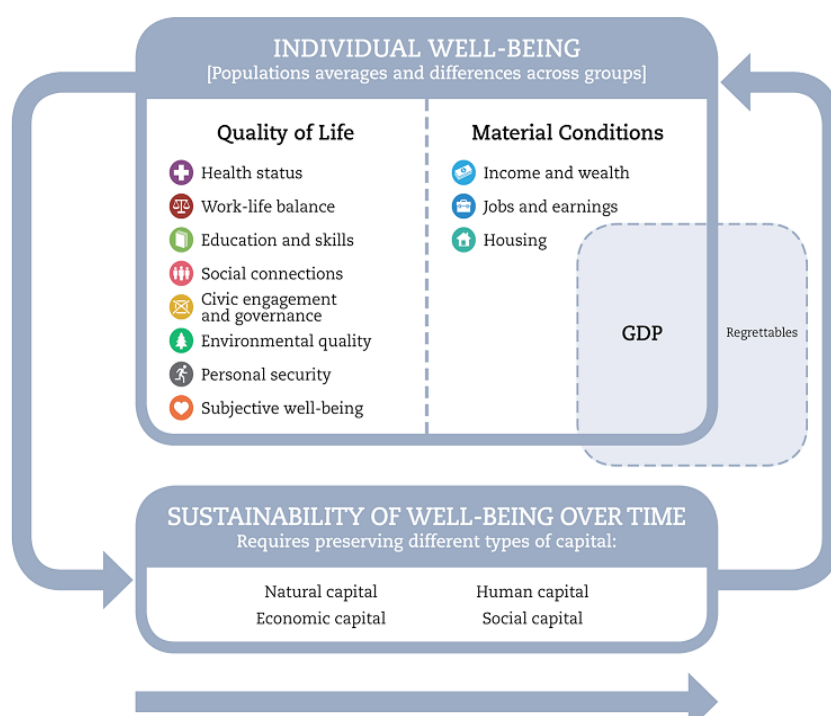 INDIVIDUAL WELL-BEING
[Populations averages and differences across groups]
Quality of Life
Health status
Work-life balance
Education and skills
Social connections
Civic engagement
and governance
Environmental quality
Personal security
Subjective well-being
Material Conditions
Income and wealth
Jobs and earnings
Housing
GDP
Regrettables
SUSTAINABILITY OF WELL-BEING OVER TIME
Requires preserving different types of capital:
Natural capital
Human capital
Economic capital
Social capital